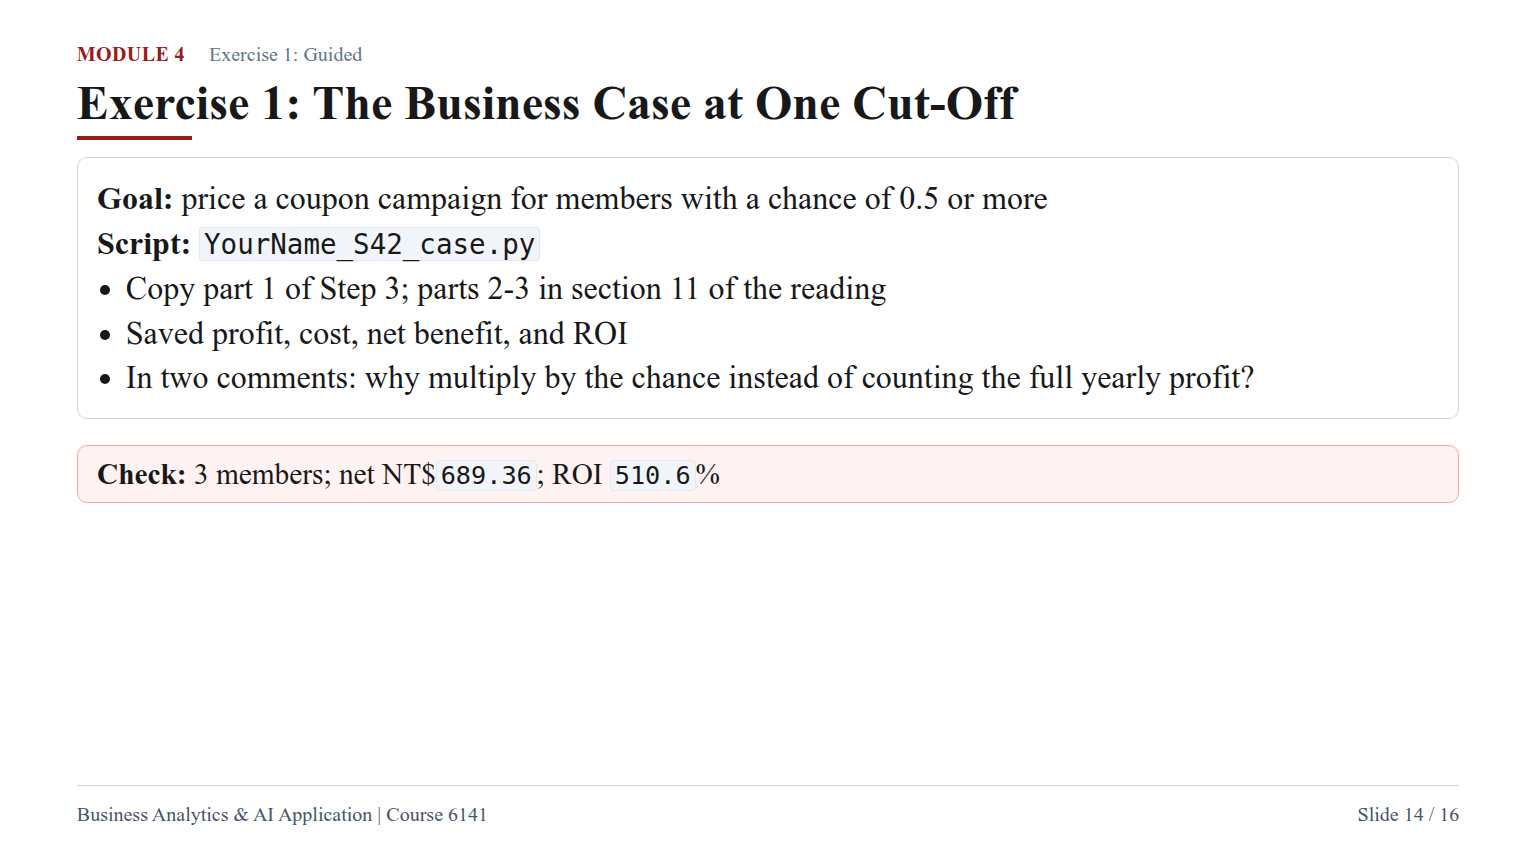 MODULE 4 Exercise 1: Guided
Exercise 1: The Business Case at One Cut-Off
Goal: price a coupon campaign for members with a chance of 0.5 or more
Script: YourName_S42_case.py
• Copy part 1 of Step 3; parts 2-3 in section 11 of the reading
• Saved profit, cost, net benefit, and ROI
• In two comments: why multiply by the chance instead of counting the full yearly profit?
Check: 3 members; net NT$689.36; ROI 510.6%
Business Analytics & AI Application | Course 6141
Slide 14 / 16